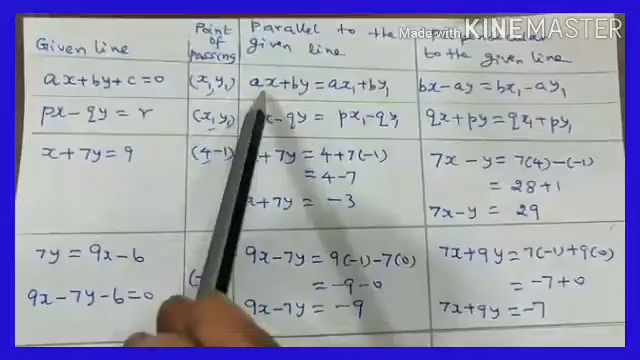 Made with KINEMASTER
Given line
Point of passing
Parallel to the given line
to the given line
ax+by+c=0
(x₁y₁)
ax+by = ax₁+by₁
bx-ay = bx₁-ay₁
px-qy = r
(x₁y₁)
x-qy = px₁-qy₁
qx+py = qx₁+py₁
x+7y = 9
(4,-1)
x+7y = 4+7(-1)
= 4-7
x+7y = -3
7x-y = 7(4)-(-1)
= 28+1
7x-y = 29
7y = 9x-6
9x-7y-6=0
9x-7y = 9(-1)-7(0)
= -9-0
9x-7y = -9
7x+9y = 7(-1)+9(0)
= -7+0
7x+9y = -7